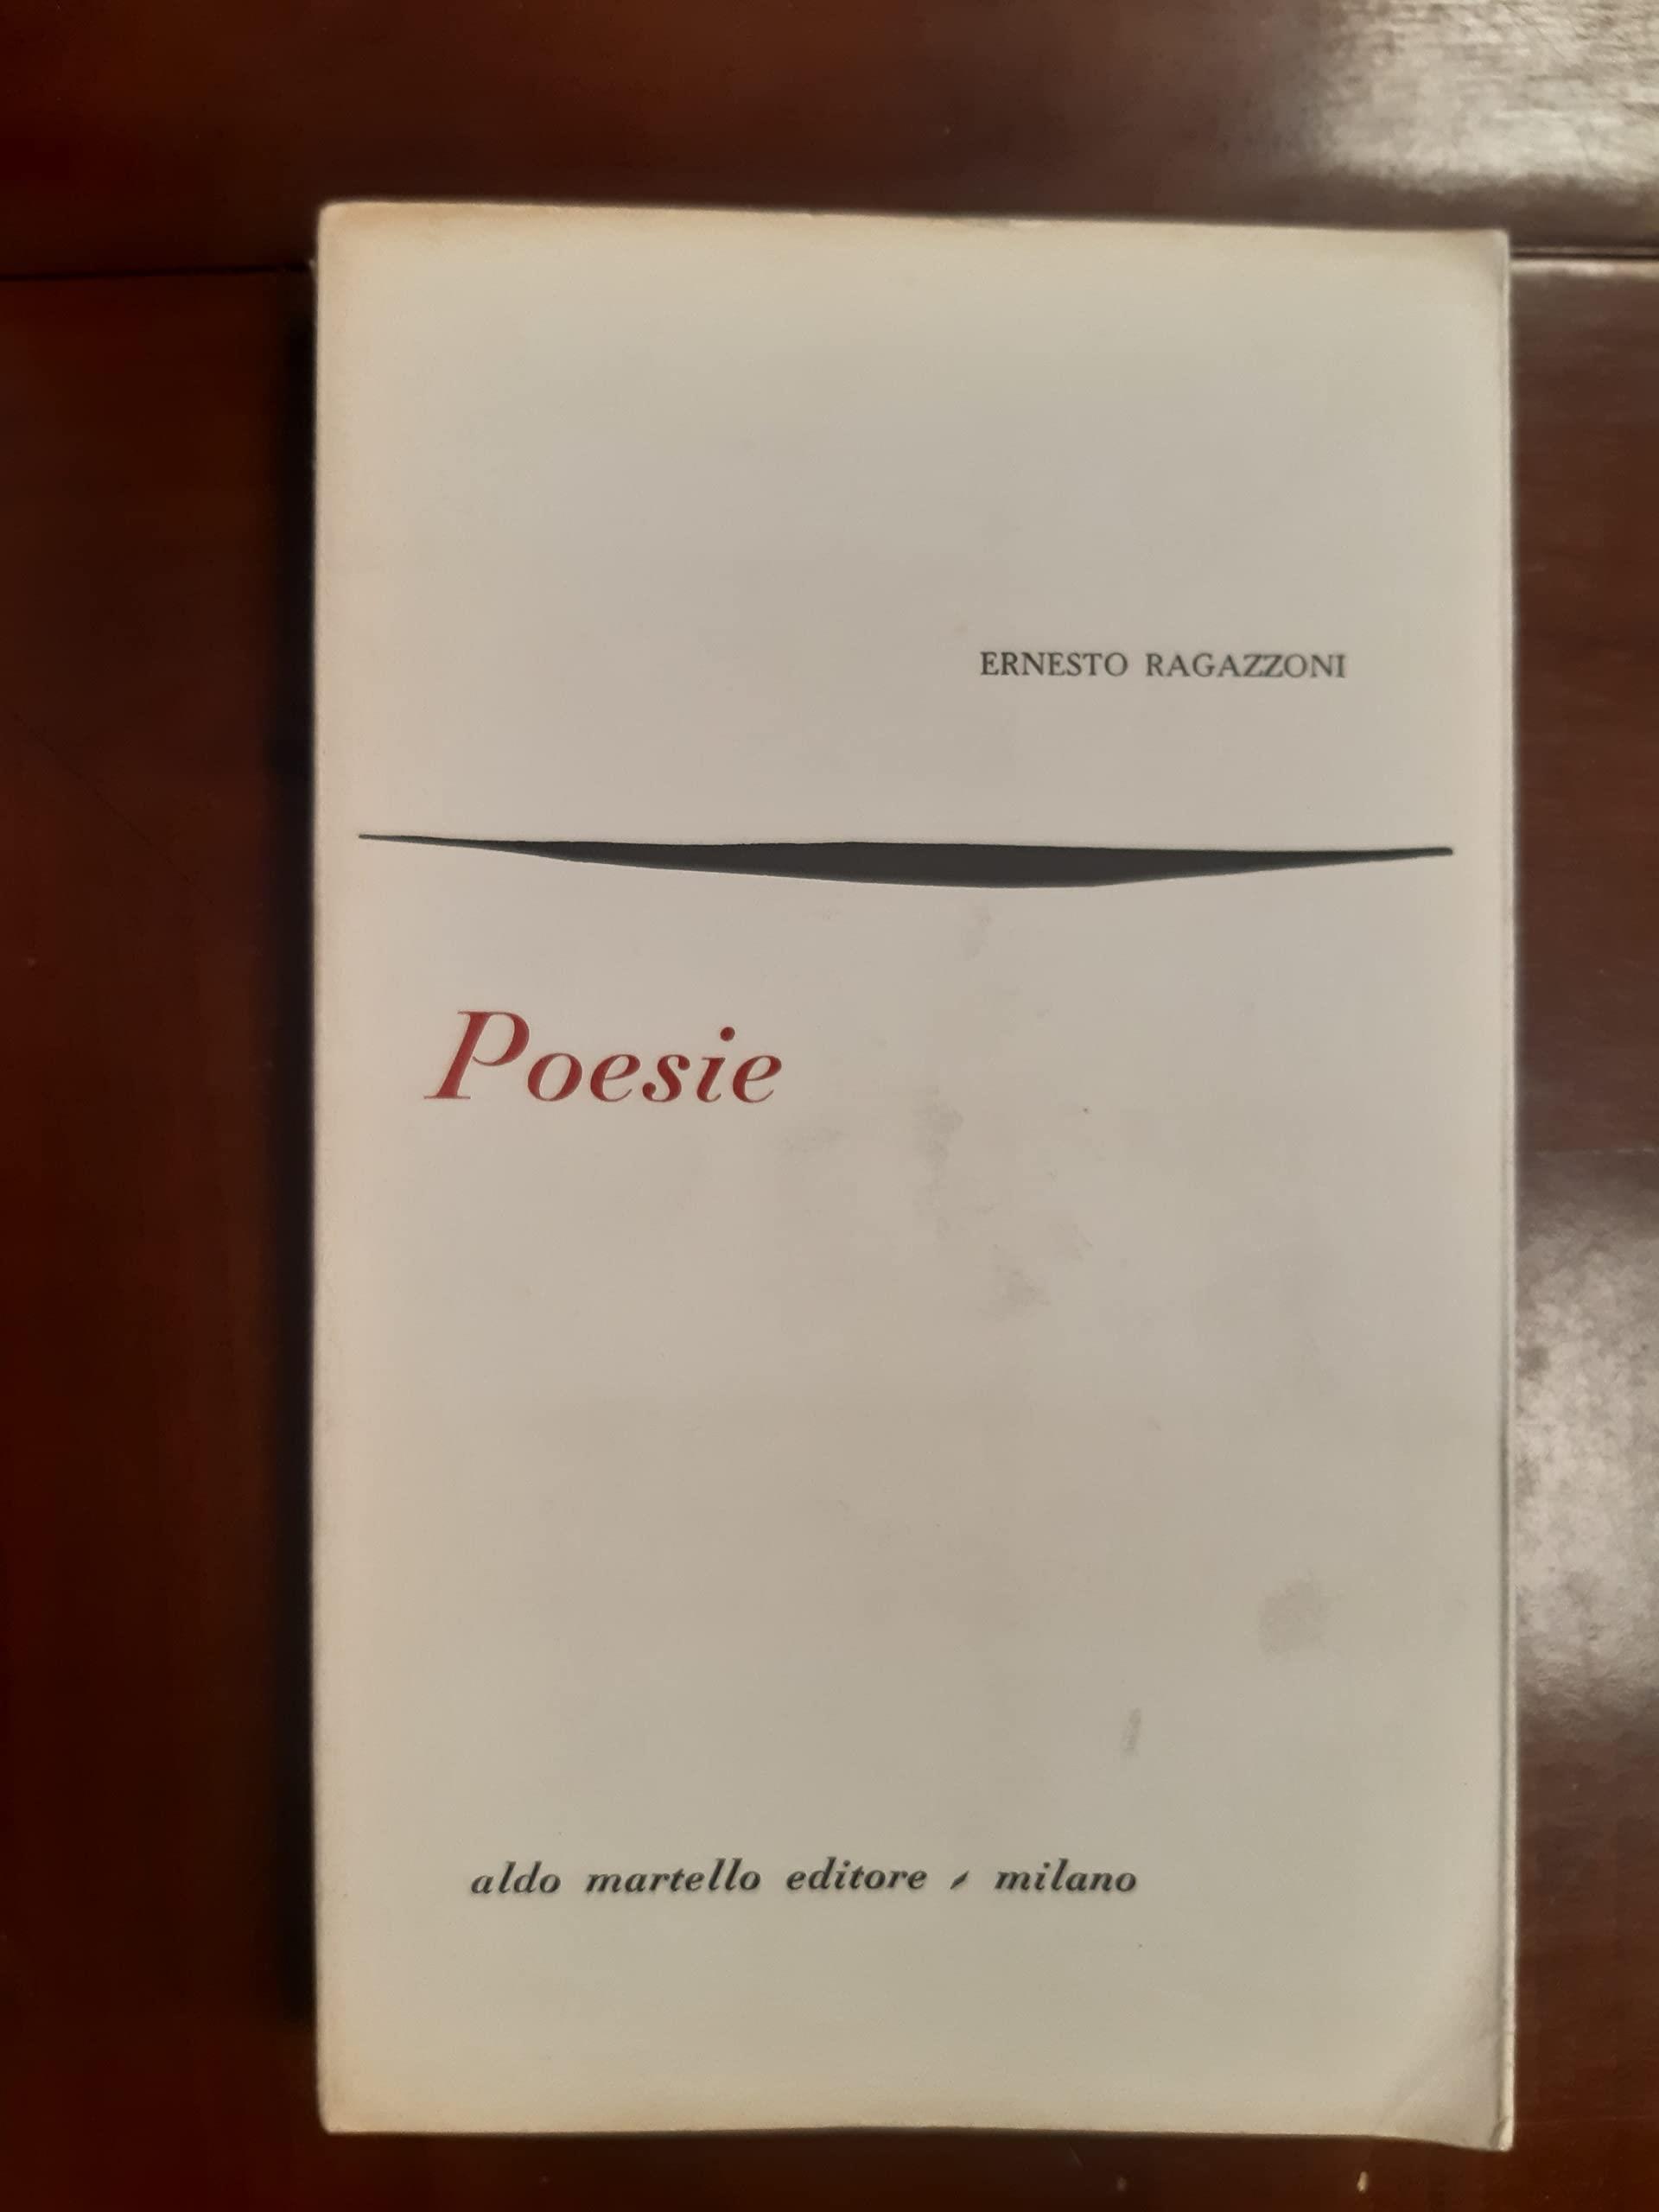 ERNESTO RAGAZZONI
Poesie
aldo martello editore - milano